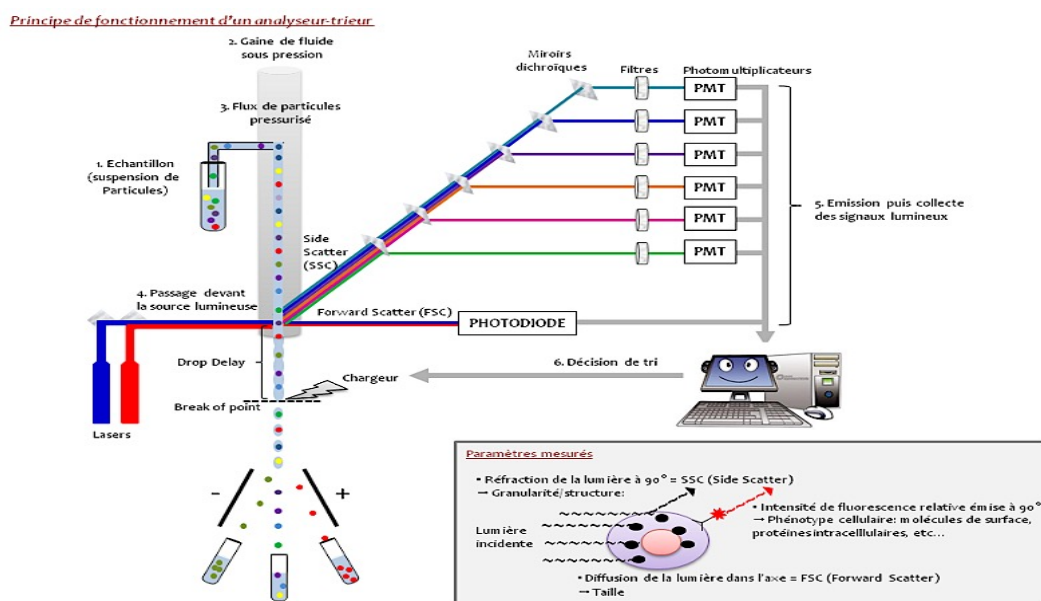 Principe de fonctionnement d'un analyseur-trieur
2. Gaine de fluide
sous pression
3. Flux de particules
pressurisé
1. Echantillon
(suspension de
Particules)
Miroirs
dichroïques
Filtres
Photomultiplicateurs
PMT
PMT
PMT
PMT
PMT
PMT
5. Emission puis collecte
des signaux lumineux
Side
Scatter
(SSC)
4. Passage devant
la source lumineuse
Forward Scatter (FSC)
PHOTODIODE
Drop Delay
6. Décision de tri
Chargeur
Break of point
Lasers
-
+
Paramètres mesurés
• Réfraction de la lumière à 90° = SSC (Side Scatter)
→ Granularité/structure:
• Intensité de fluorescence relative émise à 90°
→ Phénotype cellulaire: molécules de surface,
protéines intracelllulaires, etc...
Lumière
incidente
• Diffusion de la lumière dans l'axe = FSC (Forward Scatter)
→ Taille